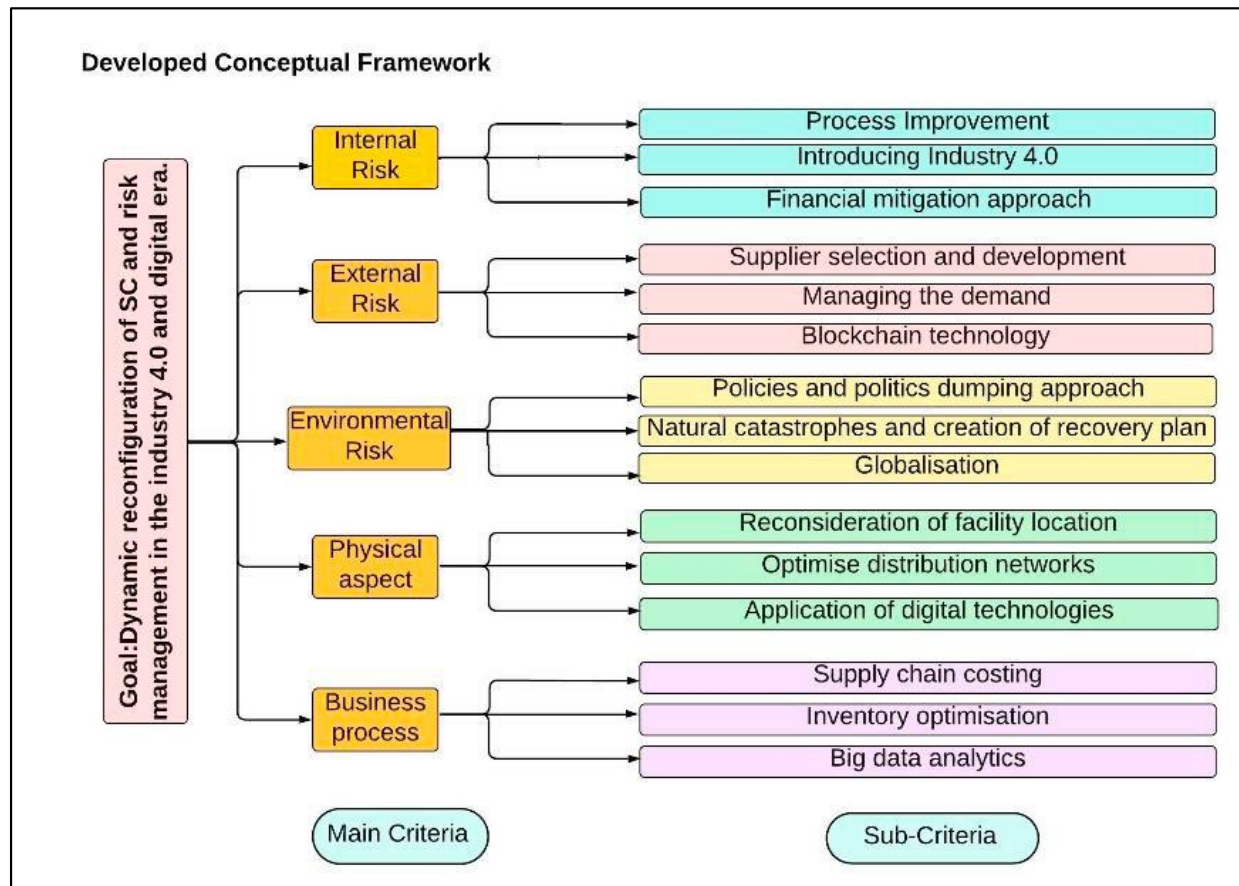 Developed Conceptual Framework
Goal:Dynamic reconfiguration of SC and risk
management in the industry 4.0 and digital era.
Internal
Risk
Process Improvement
Introducing Industry 4.0
Financial mitigation approach
External
Risk
Supplier selection and development
Managing the demand
Blockchain technology
Environmental
Risk
Policies and politics dumping approach
Natural catastrophes and creation of recovery plan
Globalisation
Physical
aspect
Reconsideration of facility location
Optimise distribution networks
Application of digital technologies
Business
process
Supply chain costing
Inventory optimisation
Big data analytics
Main Criteria
Sub-Criteria